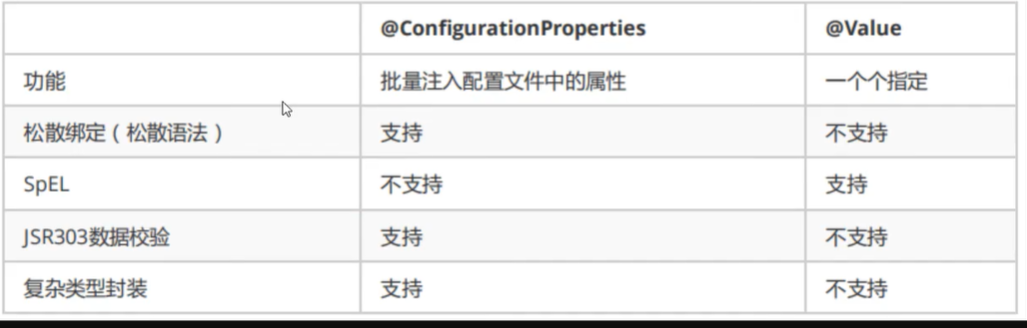 @ConfigurationProperties @Value
功能 批量注入配置文件中的属性 一个个指定
松散绑定（松散语法） 支持 不支持
SpEL 不支持 支持
JSR303数据校验 支持 不支持
复杂类型封装 支持 不支持